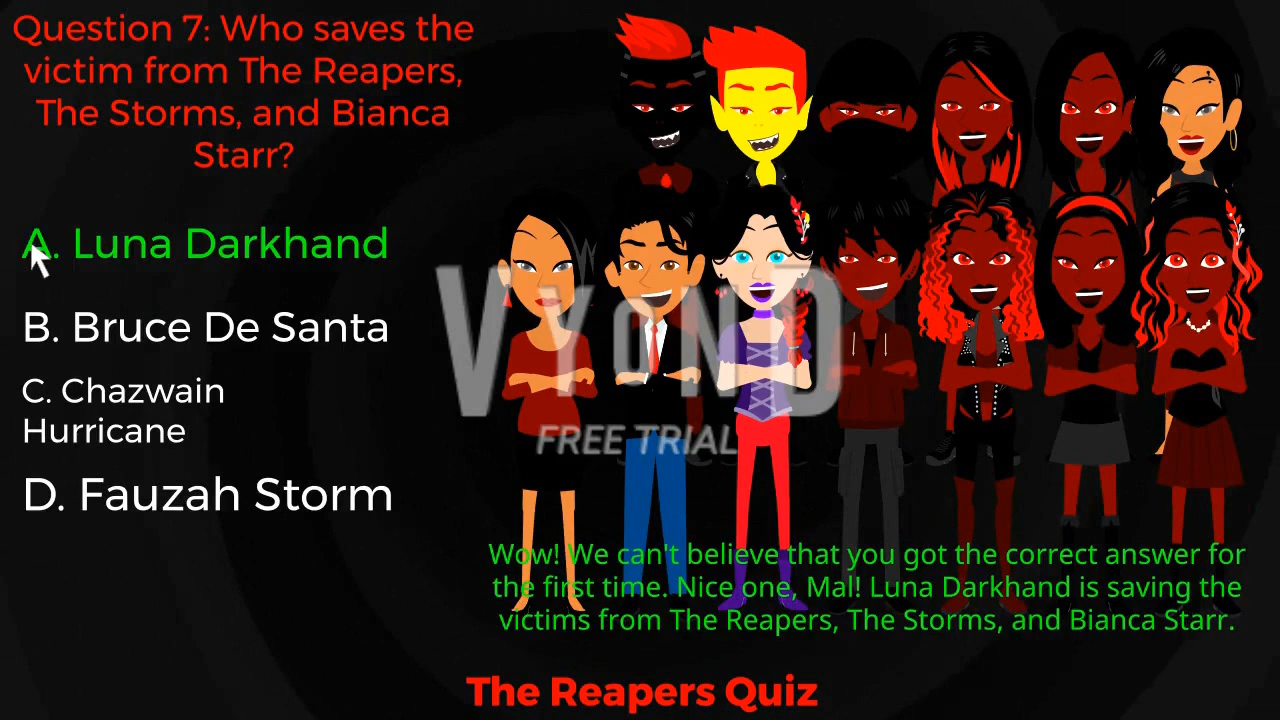 Question 7: Who saves the
victim from The Reapers,
The Storms, and Bianca
Starr?
A. Luna Darkhand
B. Bruce De Santa
C. Chazwain
Hurricane
D. Fauzah Storm
VYOND
FREE TRIAL
Wow! We can't believe that you got the correct answer for
the first time. Nice one, Mal! Luna Darkhand is saving the
victims from The Reapers, The Storms, and Bianca Starr.
The Reapers Quiz